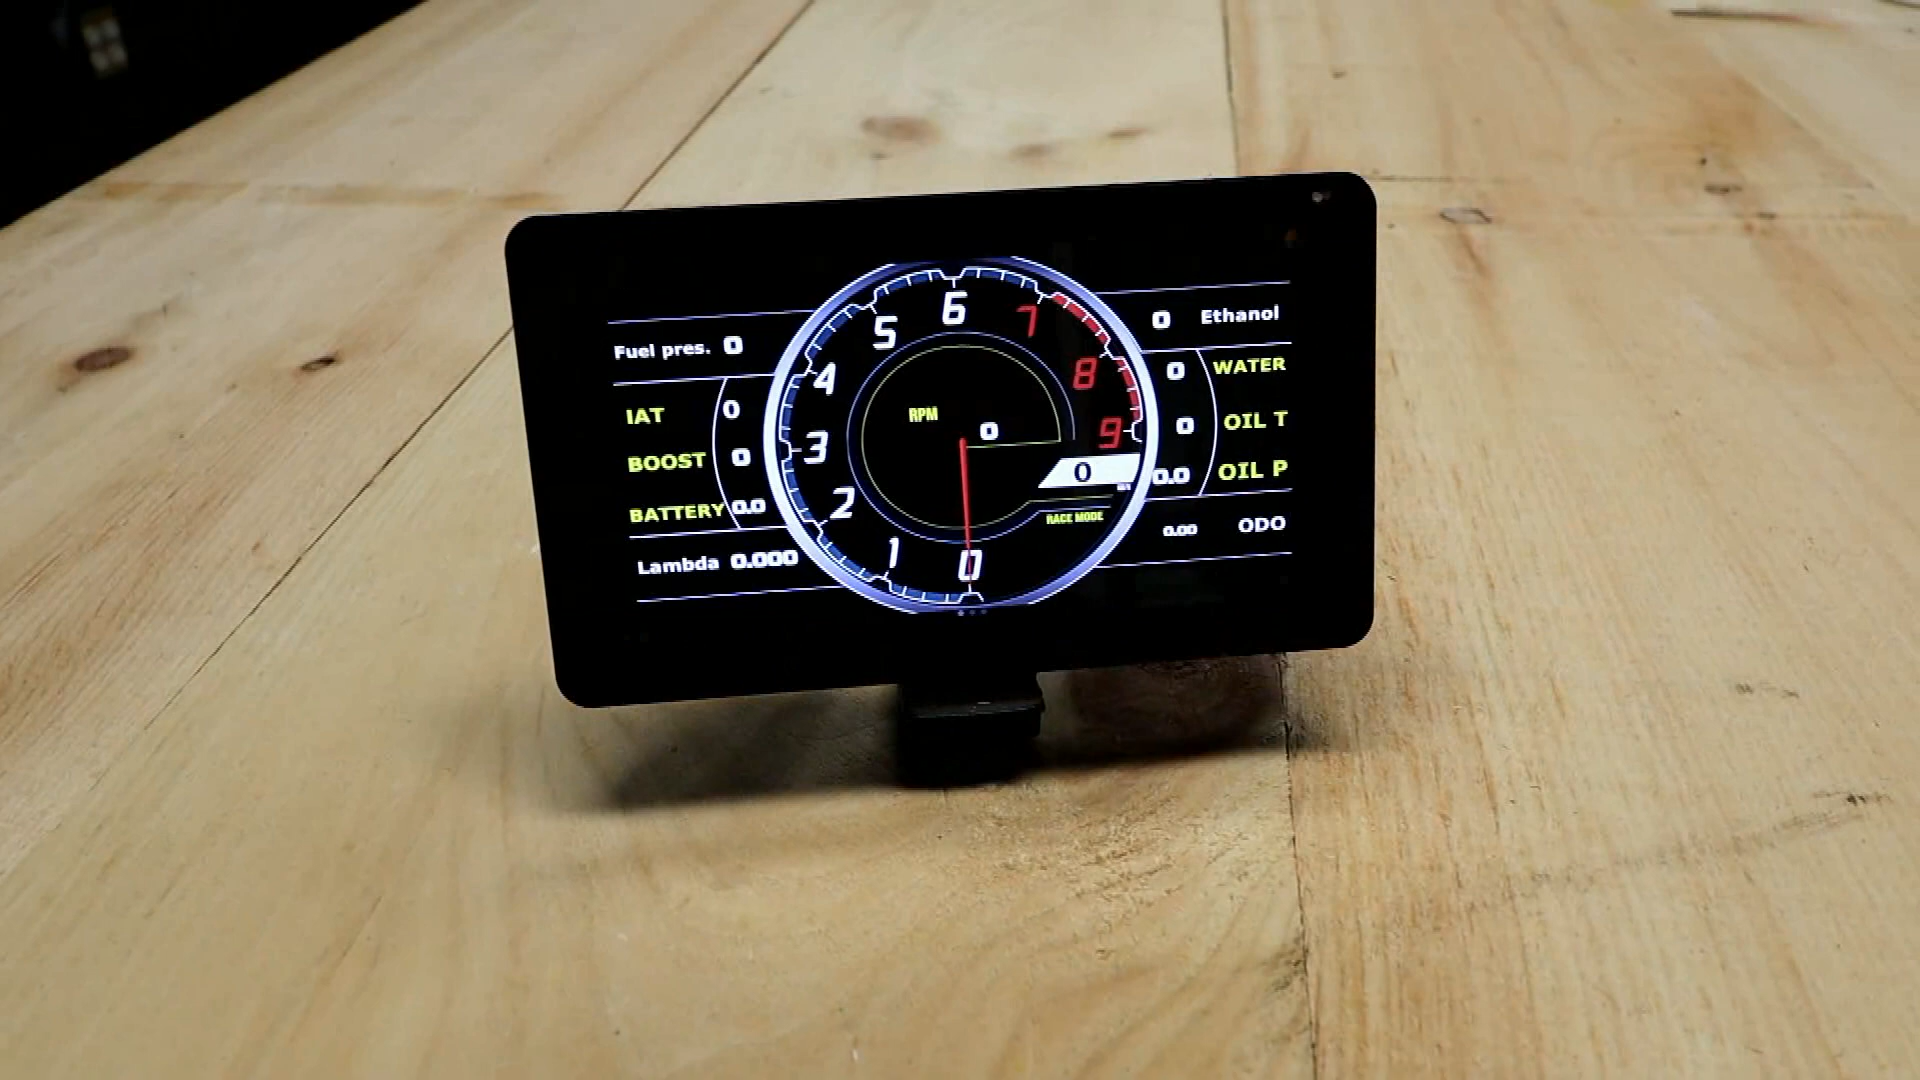 Fuel pres. 0
IAT 0
BOOST 0
BATTERY 0.0
Lambda 0.000
0
1
2
3
4
5
6
7
8
9
RPM
0
0
RACE MODE
0 Ethanol
0 WATER
0 OIL T
0.0 OIL P
0.00 ODO